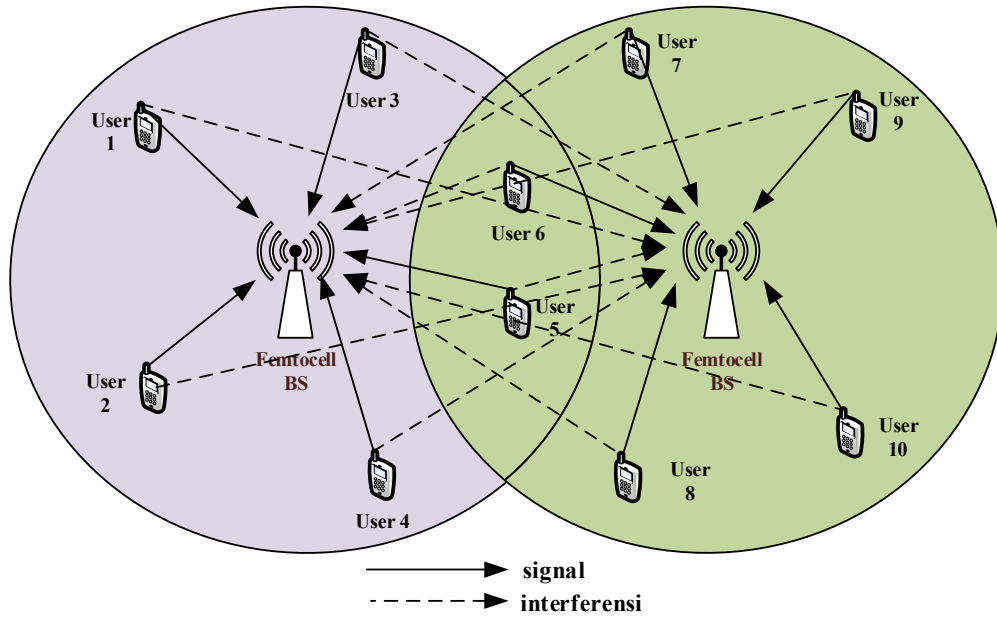 User 3
User
7
User
1
User
9
User 6
User
5
Femtocell
BS
Femtocell
BS
User
2
User 4
User
8
User
10
signal
interferensi